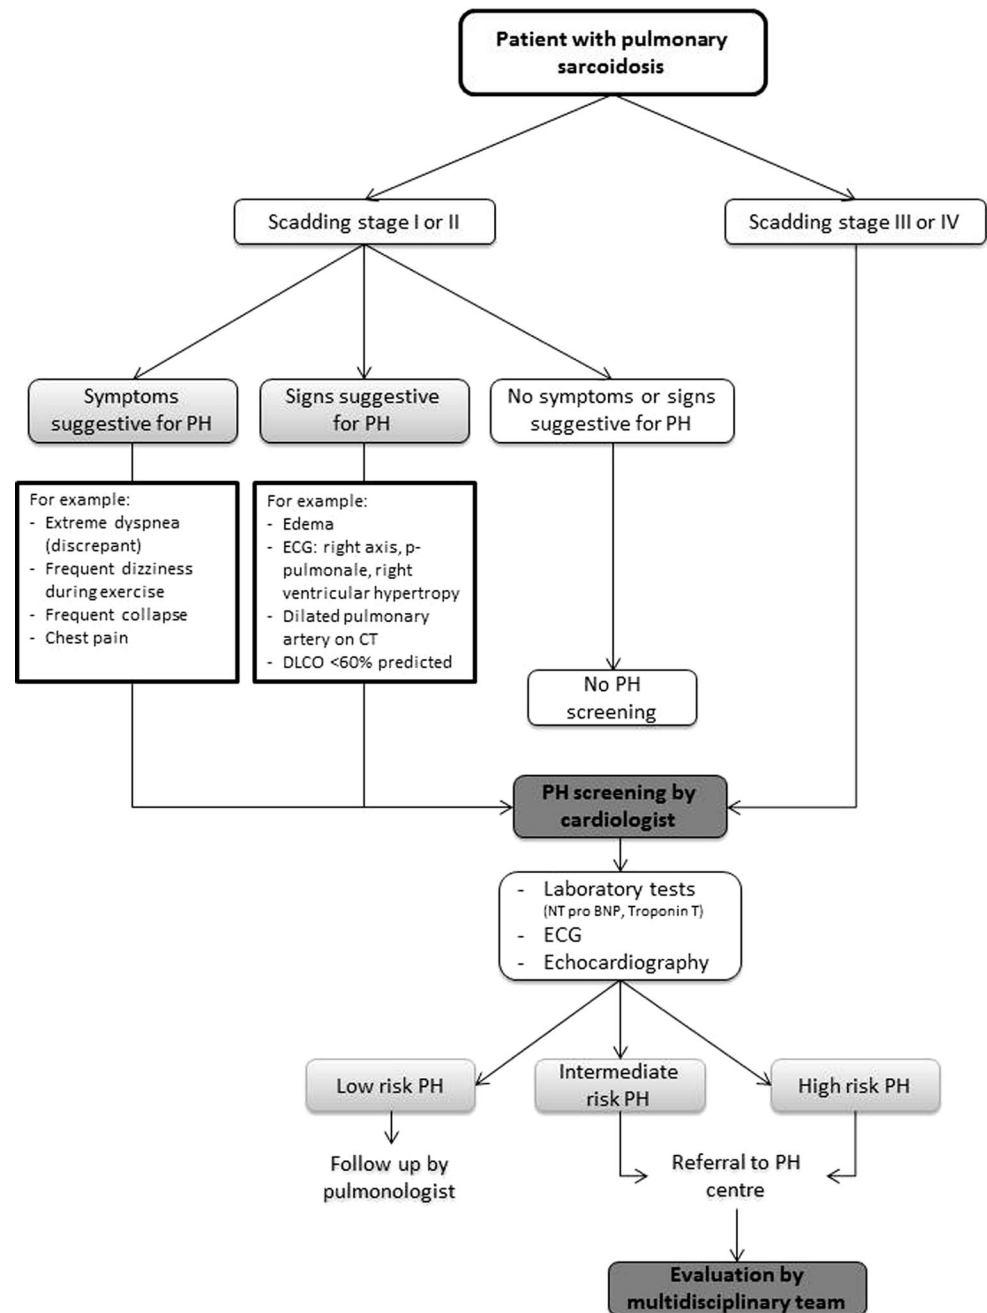 Patient with pulmonary
sarcoidosis
Scadding stage I or II
Scadding stage III or IV
Symptoms
suggestive for PH
Signs suggestive
for PH
No symptoms or signs
suggestive for PH
For example:
- Extreme dyspnea
(discrepant)
- Frequent dizziness
during exercise
- Frequent collapse
- Chest pain
For example:
- Edema
- ECG: right axis, p-
pulmonale, right
ventricular hypertropy
- Dilated pulmonary
artery on CT
- DLCO <60% predicted
No PH
screening
PH screening by
cardiologist
- Laboratory tests
(NT pro BNP, Troponin T)
- ECG
- Echocardiography
Low risk PH
Intermediate
risk PH
High risk PH
Follow up by
pulmonologist
Referral to PH
centre
Evaluation by
multidisciplinary team